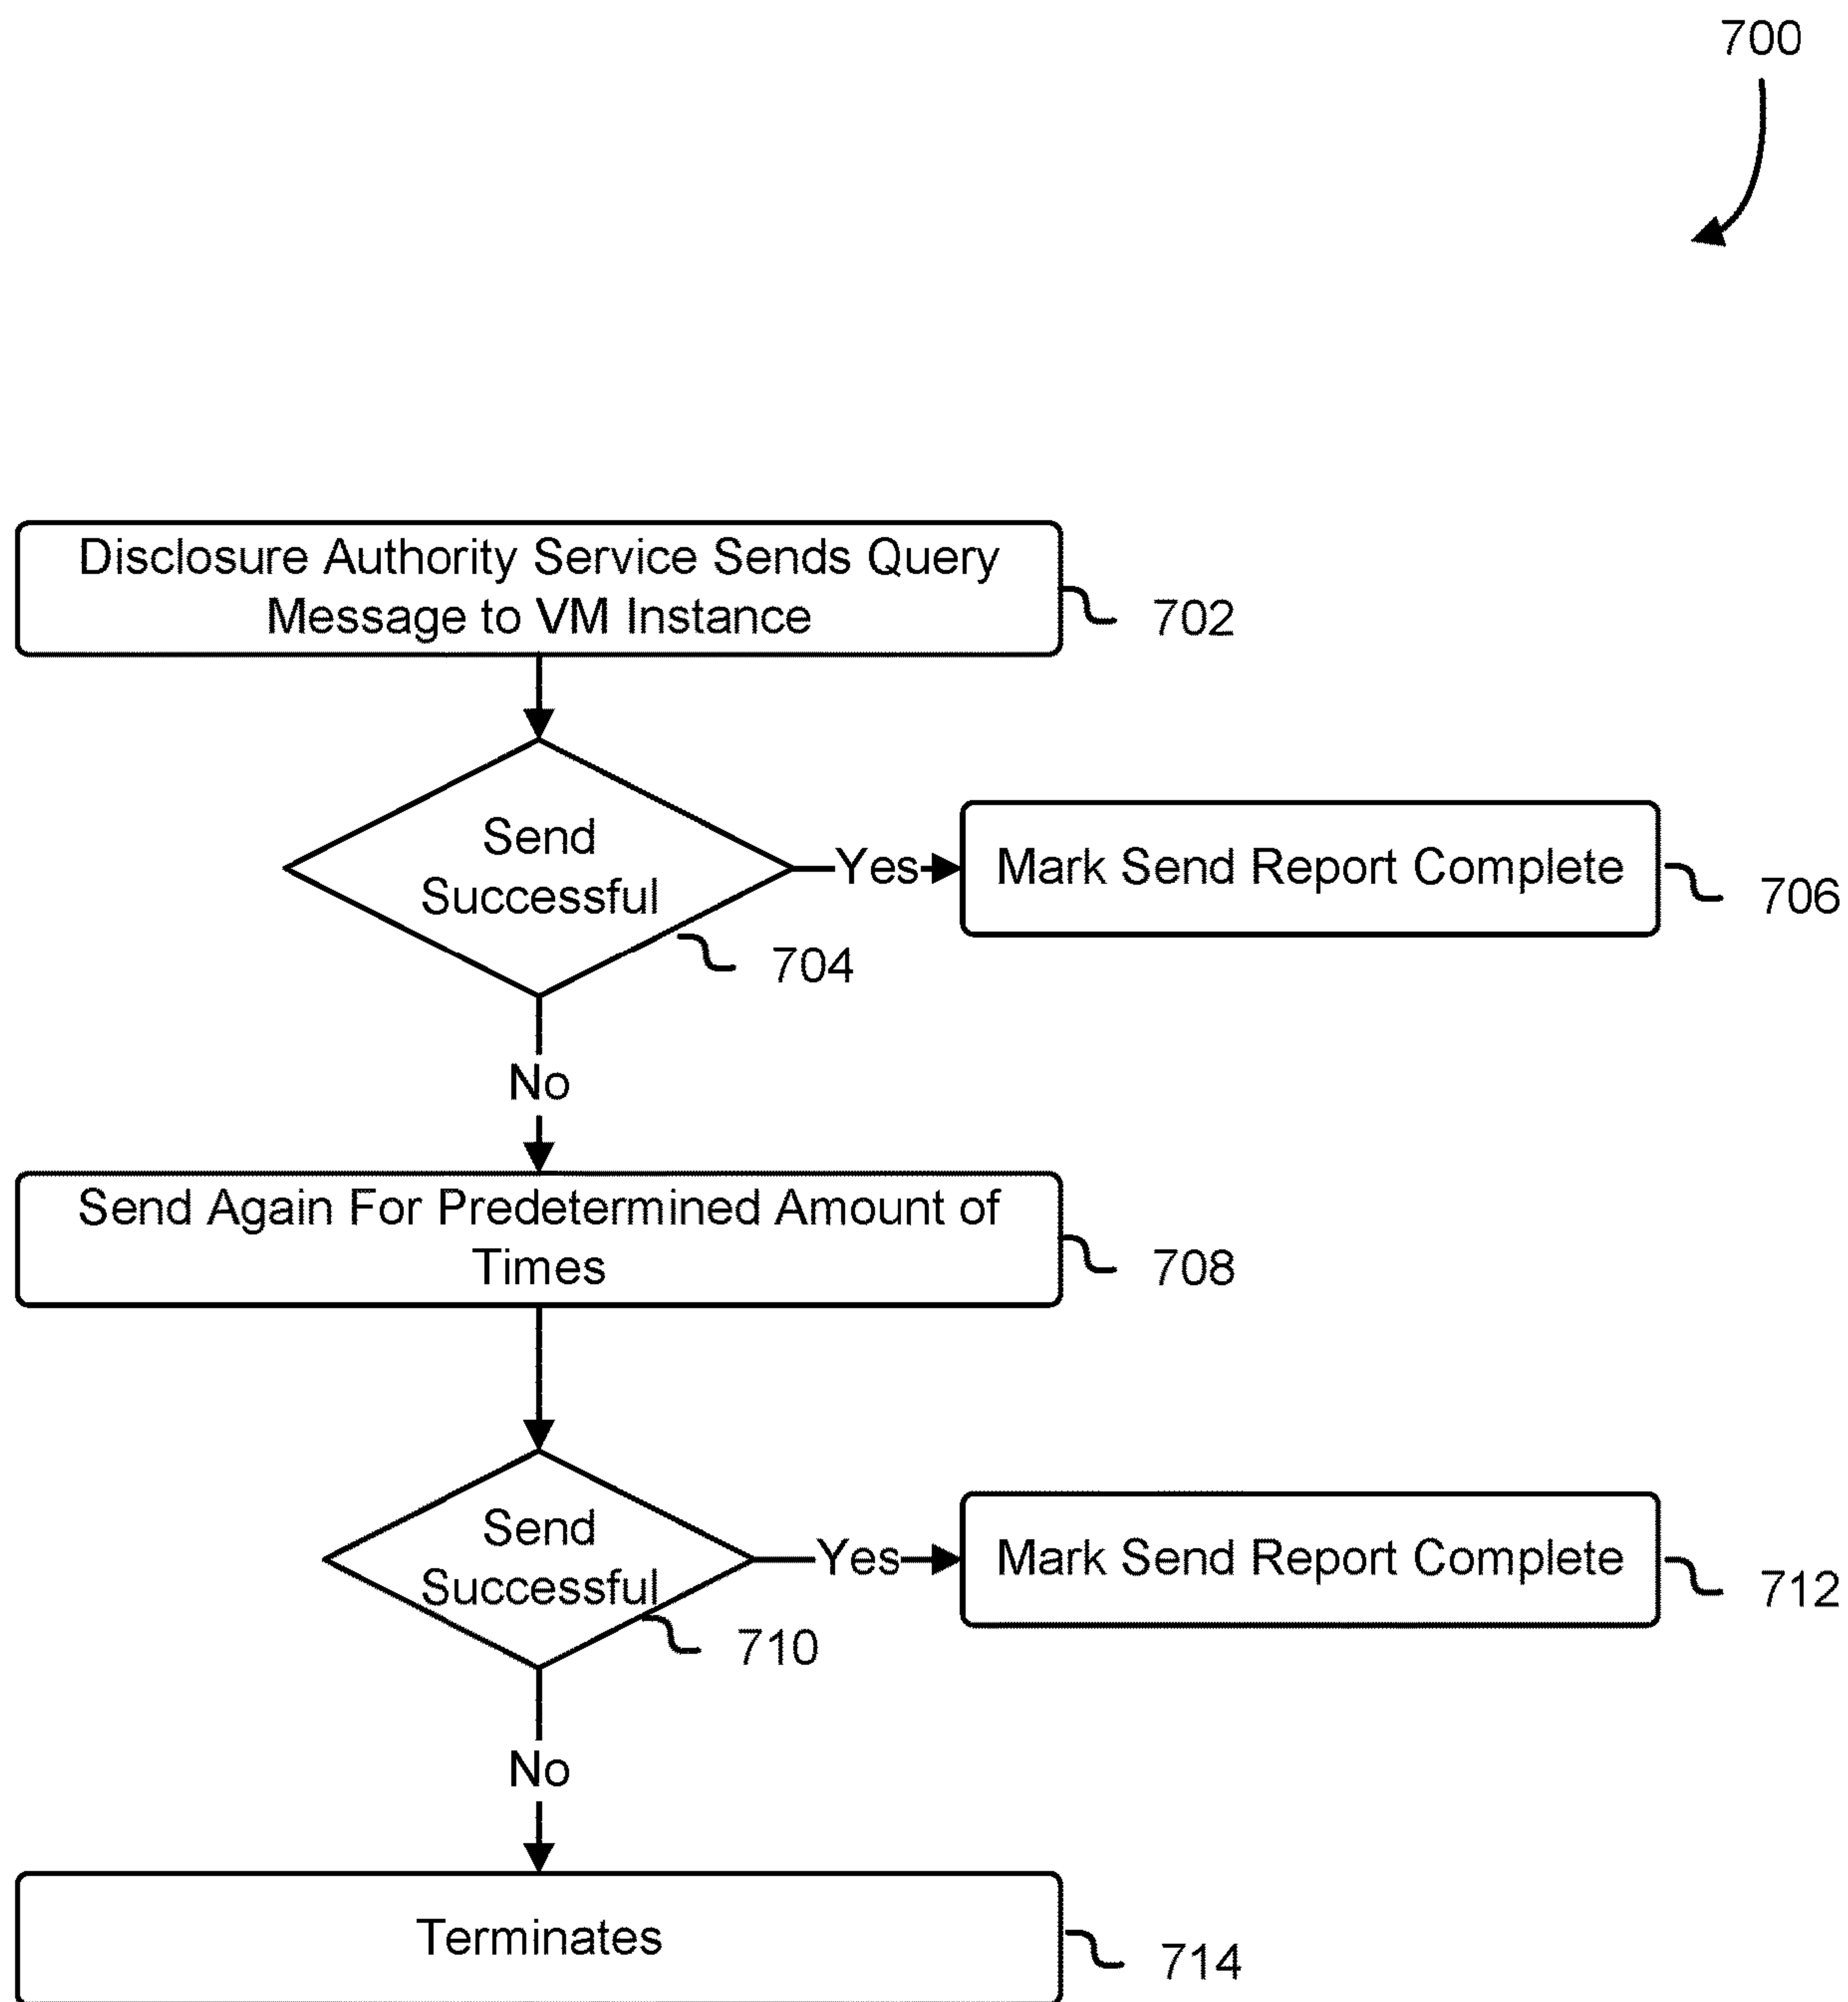 700
Disclosure Authority Service Sends Query
Message to VM Instance
702
Send
Successful
704
Yes
Mark Send Report Complete
706
No
Send Again For Predetermined Amount of
Times
708
Send
Successful
710
Yes
Mark Send Report Complete
712
No
Terminates
714